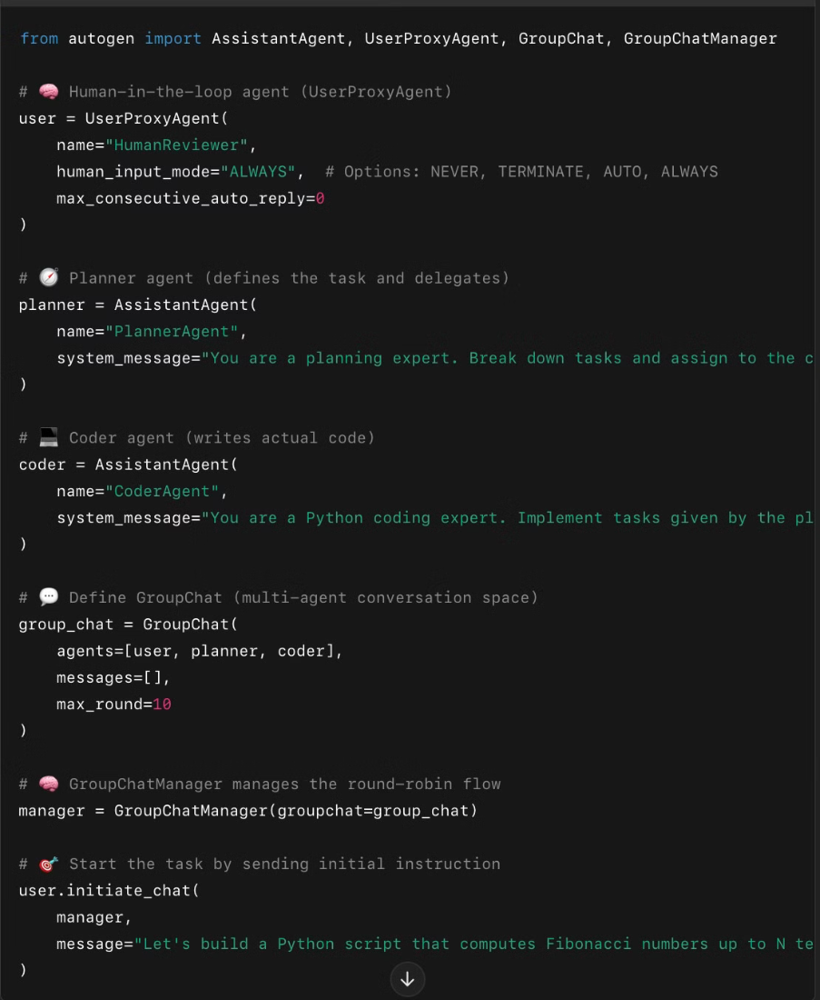 from autogen import AssistantAgent, UserProxyAgent, GroupChat, GroupChatManager
# 🧠 Human-in-the-loop agent (UserProxyAgent)
user = UserProxyAgent(
    name="HumanReviewer",
    human_input_mode="ALWAYS",  # Options: NEVER, TERMINATE, AUTO, ALWAYS
    max_consecutive_auto_reply=0
)
# 🧭 Planner agent (defines the task and delegates)
planner = AssistantAgent(
    name="PlannerAgent",
    system_message="You are a planning expert. Break down tasks and assign to the c
)
# 💻 Coder agent (writes actual code)
coder = AssistantAgent(
    name="CoderAgent",
    system_message="You are a Python coding expert. Implement tasks given by the pl
)
# 💬 Define GroupChat (multi-agent conversation space)
group_chat = GroupChat(
    agents=[user, planner, coder],
    messages=[],
    max_round=10
)
# 🧠 GroupChatManager manages the round-robin flow
manager = GroupChatManager(groupchat=group_chat)
# 🎯 Start the task by sending initial instruction
user.initiate_chat(
    manager,
    message="Let's build a Python script that computes Fibonacci numbers up to N te
)